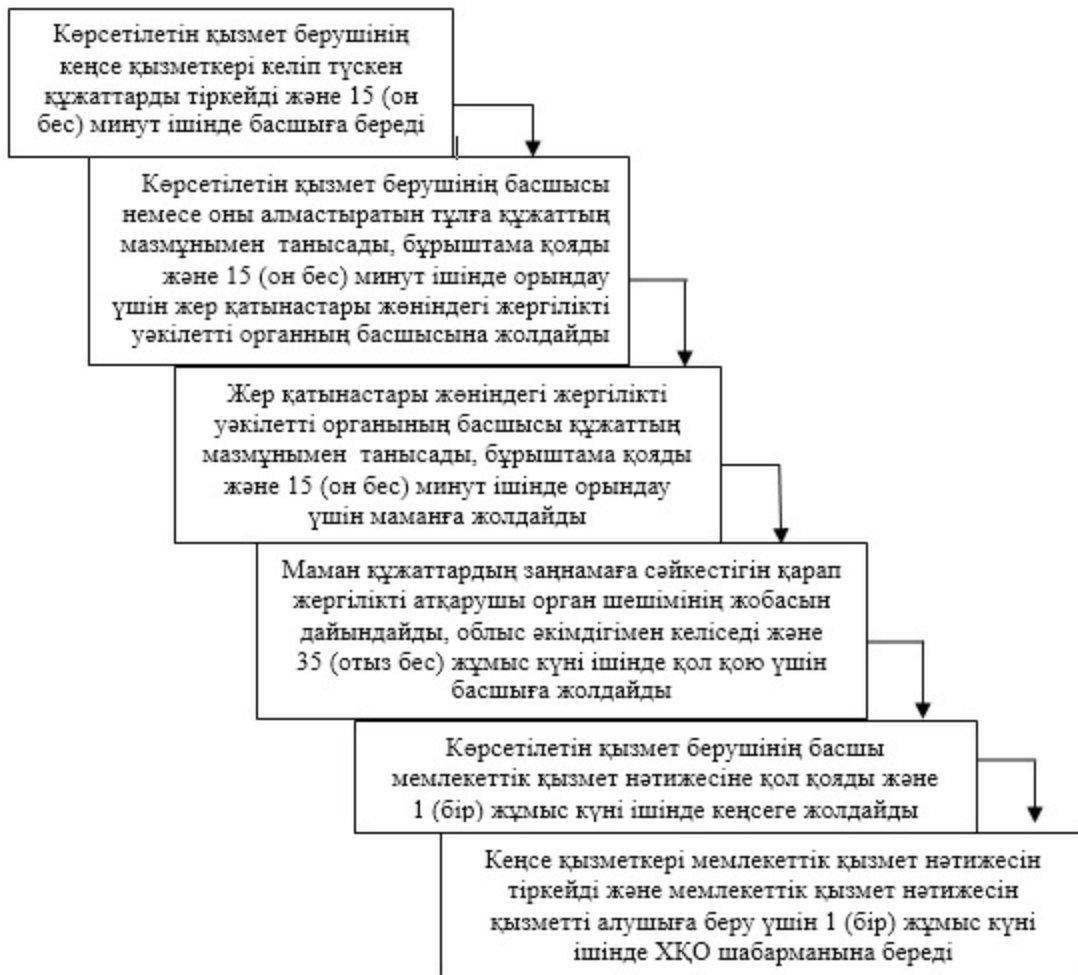 Көрсетілетін қызмет берушінің
кеңсе қызметкері келіп түскен
құжаттарды тіркейді және 15 (он
бес) минут ішінде басшыға береді
Көрсетілетін қызмет берушінің басшысы
немесе оны алмастыратын тұлға құжаттың
мазмұнымен танысады, бұрыштама қояды
және 15 (он бес) минут ішінде орындау
үшін жер қатынастары жөніндегі жергілікті
уәкілетті органның басшысына жолдайды
Жер қатынастары жөніндегі жергілікті
уәкілетті органының басшысы құжаттың
мазмұнымен танысады, бұрыштама қояды
және 15 (он бес) минут ішінде орындау
үшін маманға жолдайды
Маман құжаттардың заңнамаға сәйкестігін қарап
жергілікті атқарушы орган шешімінің жобасын
дайындайды, облыс әкімдігімен келіседі және
35 (отыз бес) жұмыс күні ішінде қол қою үшін
басшыға жолдайды
Көрсетілетін қызмет берушінің басшы
мемлекеттік қызмет нәтижесіне қол қояды және
1 (бір) жұмыс күні ішінде кеңсеге жолдайды
Кеңсе қызметкері мемлекеттік қызмет нәтижесін
тіркейді және мемлекеттік қызмет нәтижесін
қызметті алушыға беру үшін 1 (бір) жұмыс күні
ішінде ХҚО шабарманына береді